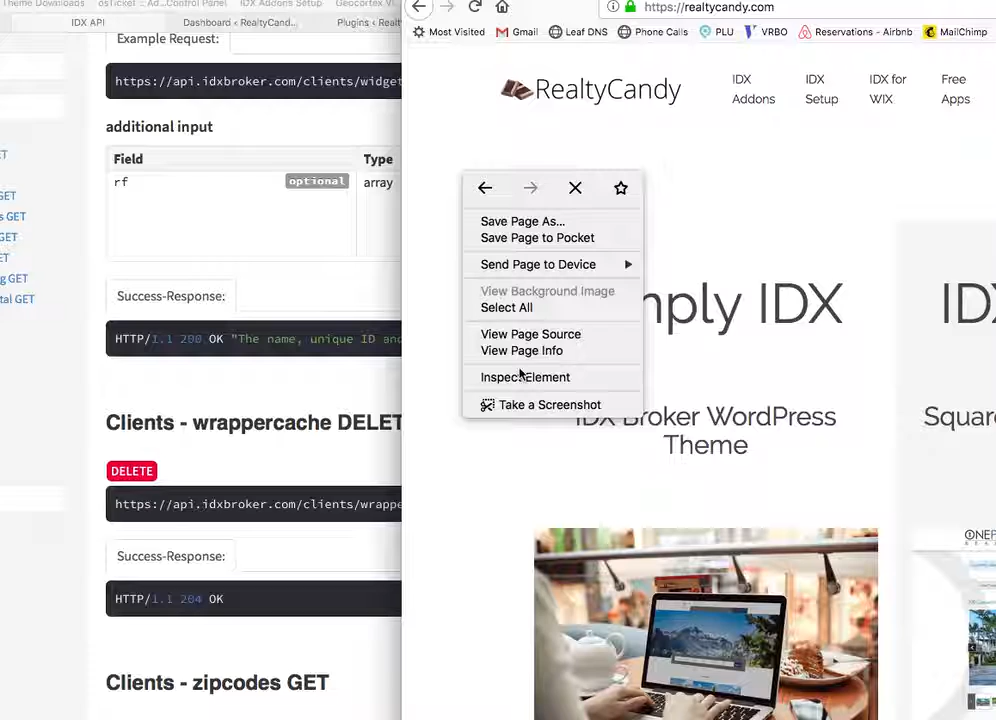 Theme Downloads
osTicket :: Ad...Control Panel
IDX Addons Setup
Geocortex VI
IDX API
Dashboard ‹ RealtyCand...
Plugins ‹ Realt
Example Request:
https://api.idxbroker.com/clients/widget
additional input
Field
Type
rf
optional
array
GET
s GET
GET
g GET
tal GET
Success-Response:
HTTP/1.1 200 OK "The name, unique ID and
Clients - wrappercache DELET
DELETE
https://api.idxbroker.com/clients/wrappe
Success-Response:
HTTP/1.1 204 OK
Clients - zipcodes GET
https://realtycandy.com
Most Visited
Gmail
Leaf DNS
Phone Calls
PLU
VRBO
Reservations - Airbnb
MailChimp
RealtyCandy
IDX Addons
IDX Setup
IDX for WIX
Free Apps
Save Page As...
Save Page to Pocket
Send Page to Device
View Background Image
Select All
View Page Source
View Page Info
Inspect Element
Take a Screenshot
mply IDX
ID
IDX Broker WordPress
Theme
Squar